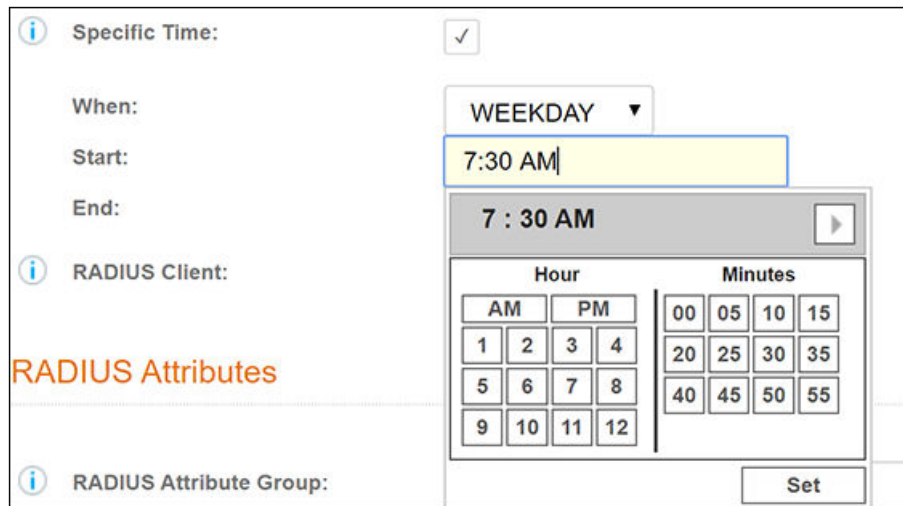 Specific Time:
When:
WEEKDAY
Start:
7:30 AM
End:
7 : 30 AM
RADIUS Client:
Hour
Minutes
AM PM
00 05 10 15
1 2 3 4
20 25 30 35
5 6 7 8
40 45 50 55
9 10 11 12
RADIUS Attributes
RADIUS Attribute Group:
Set